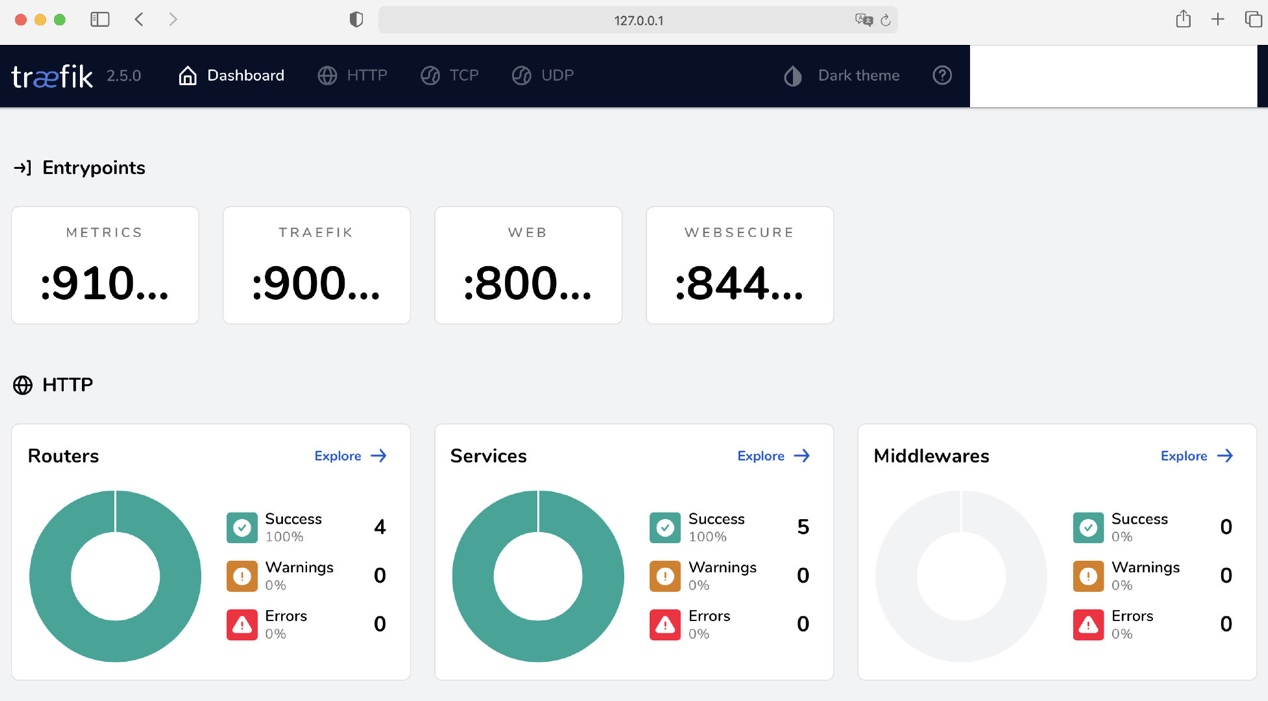 127.0.0.1
træfik 2.5.0 Dashboard HTTP TCP UDP Dark theme
Entrypoints
METRICS
:910...
TRAEFIK
:900...
WEB
:800...
WEBSECURE
:844...
HTTP
Routers Explore
Success 4
100%
Warnings 0
0%
Errors 0
0%
Services Explore
Success 5
100%
Warnings 0
0%
Errors 0
0%
Middlewares Explore
Success 0
0%
Warnings 0
0%
Errors 0
0%